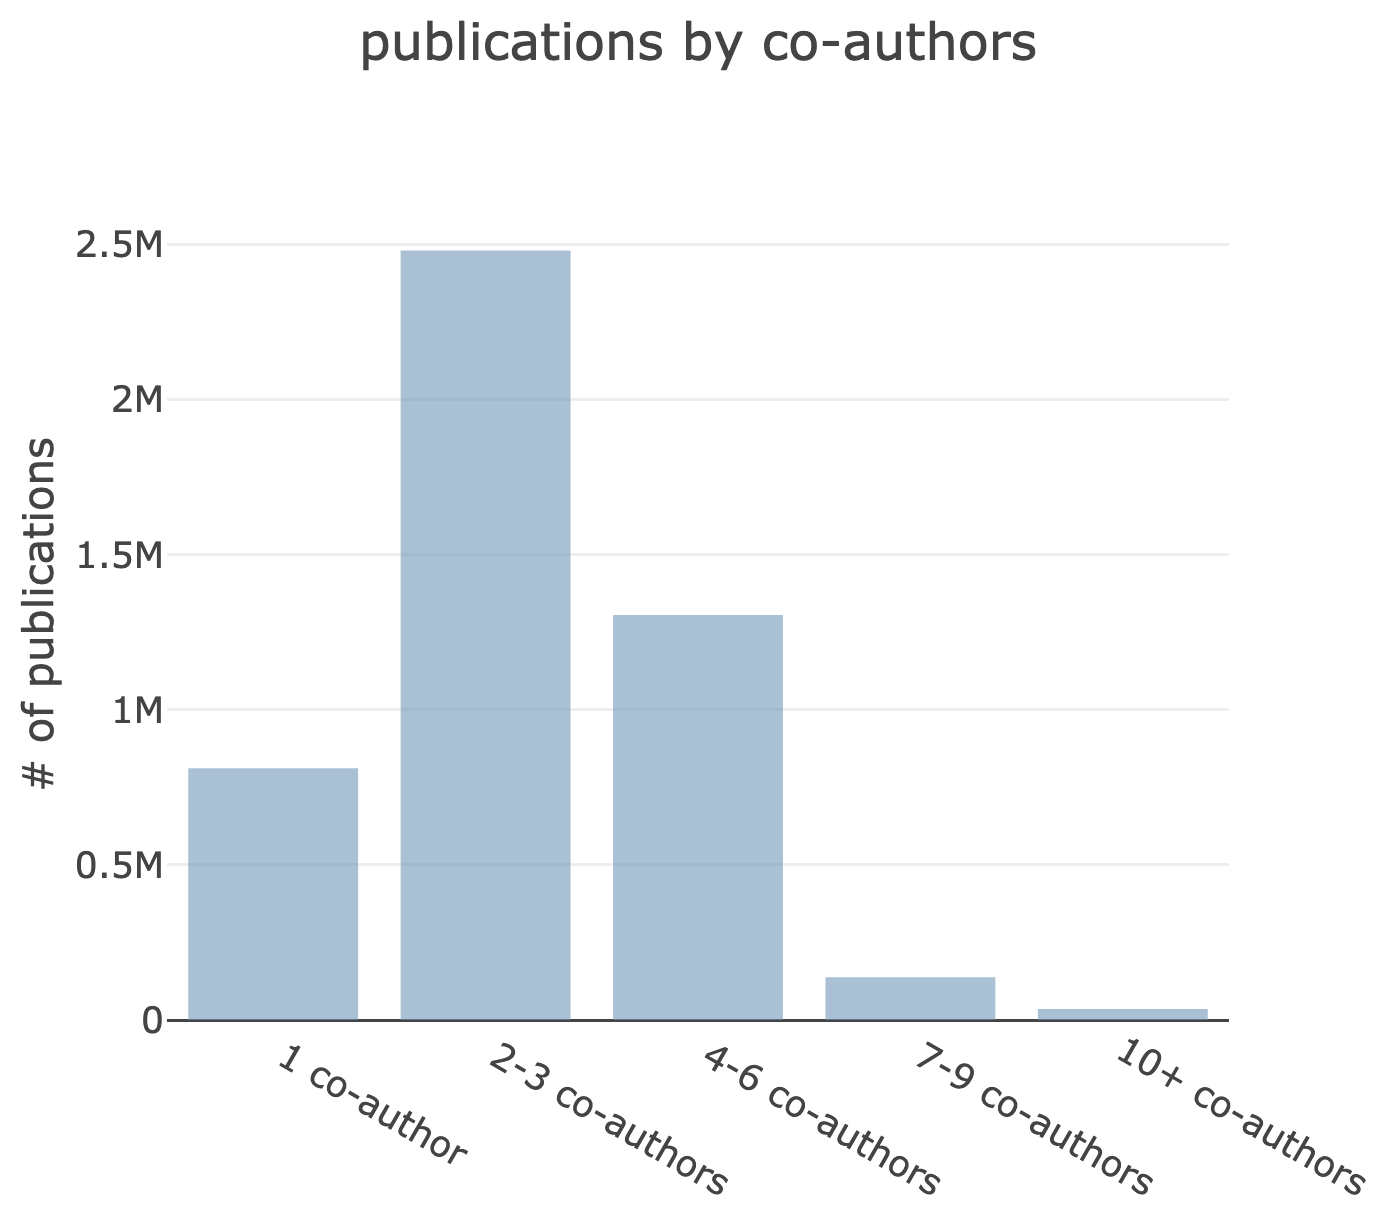 publications by co-authors
# of publications
2.5M
2M
1.5M
1M
0.5M
0
1 co-author
2-3 co-authors
4-6 co-authors
7-9 co-authors
10+ co-authors